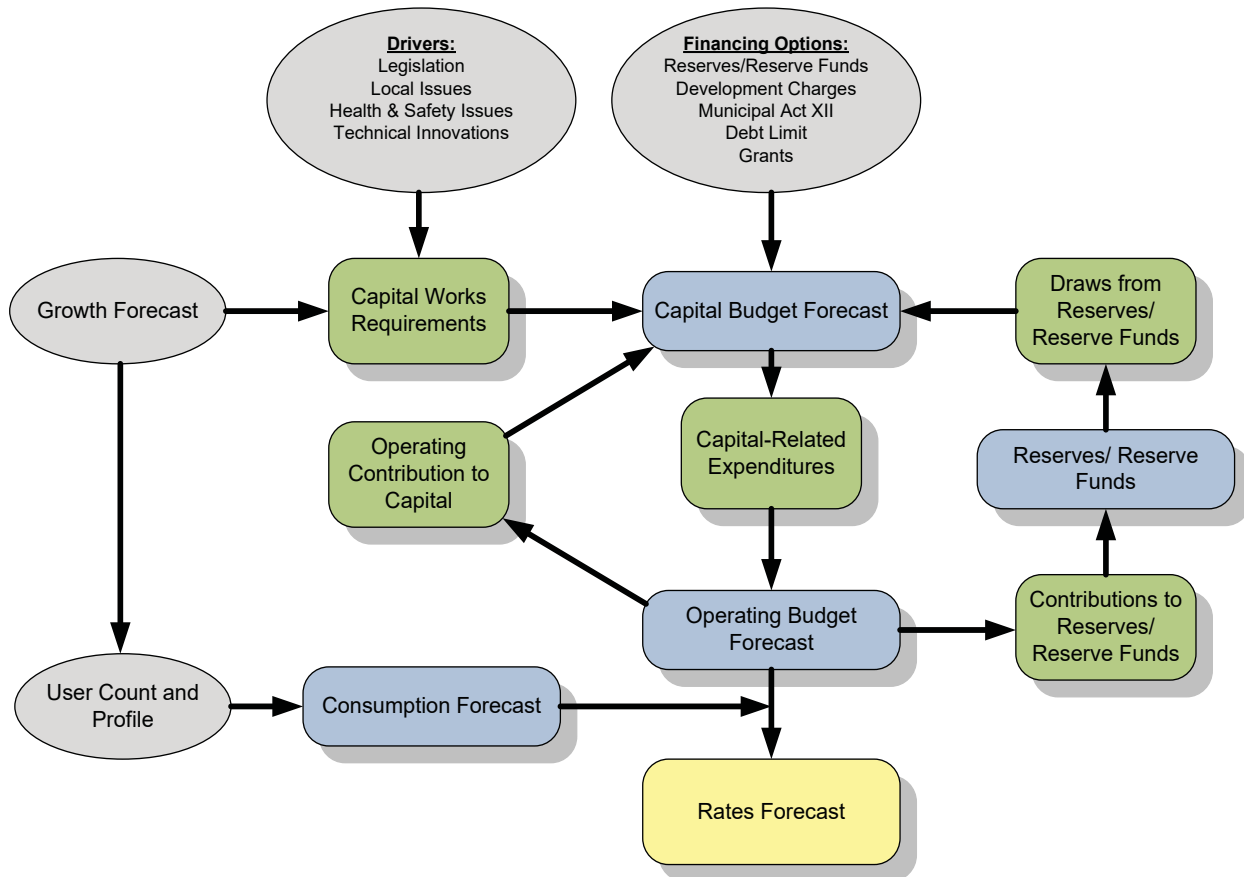 Drivers:
Legislation
Local Issues
Health & Safety Issues
Technical Innovations
Financing Options:
Reserves/Reserve Funds
Development Charges
Municipal Act XII
Debt Limit
Grants
Growth Forecast
Capital Works
Requirements
Capital Budget Forecast
Draws from
Reserves/
Reserve Funds
Operating
Contribution to
Capital
Capital-Related
Expenditures
Reserves/ Reserve
Funds
Operating Budget
Forecast
Contributions to
Reserves/
Reserve Funds
User Count and
Profile
Consumption Forecast
Rates Forecast